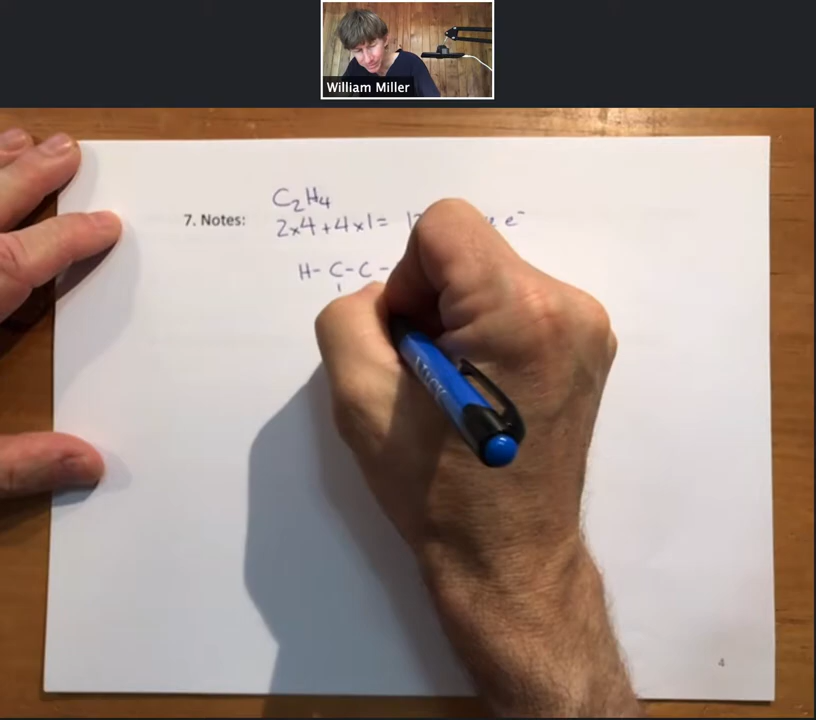 William Miller
C₂H₄
7. Notes: 2x4+4x1= e⁻
H-C-C-
4